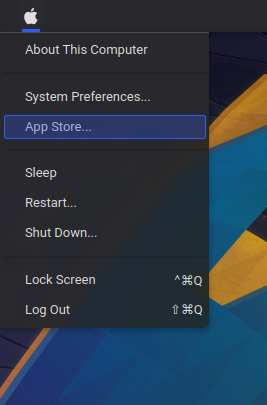 About This Computer
System Preferences...
App Store...
Sleep
Restart...
Shut Down...
Lock Screen ^⌘Q
Log Out ⇧⌘Q